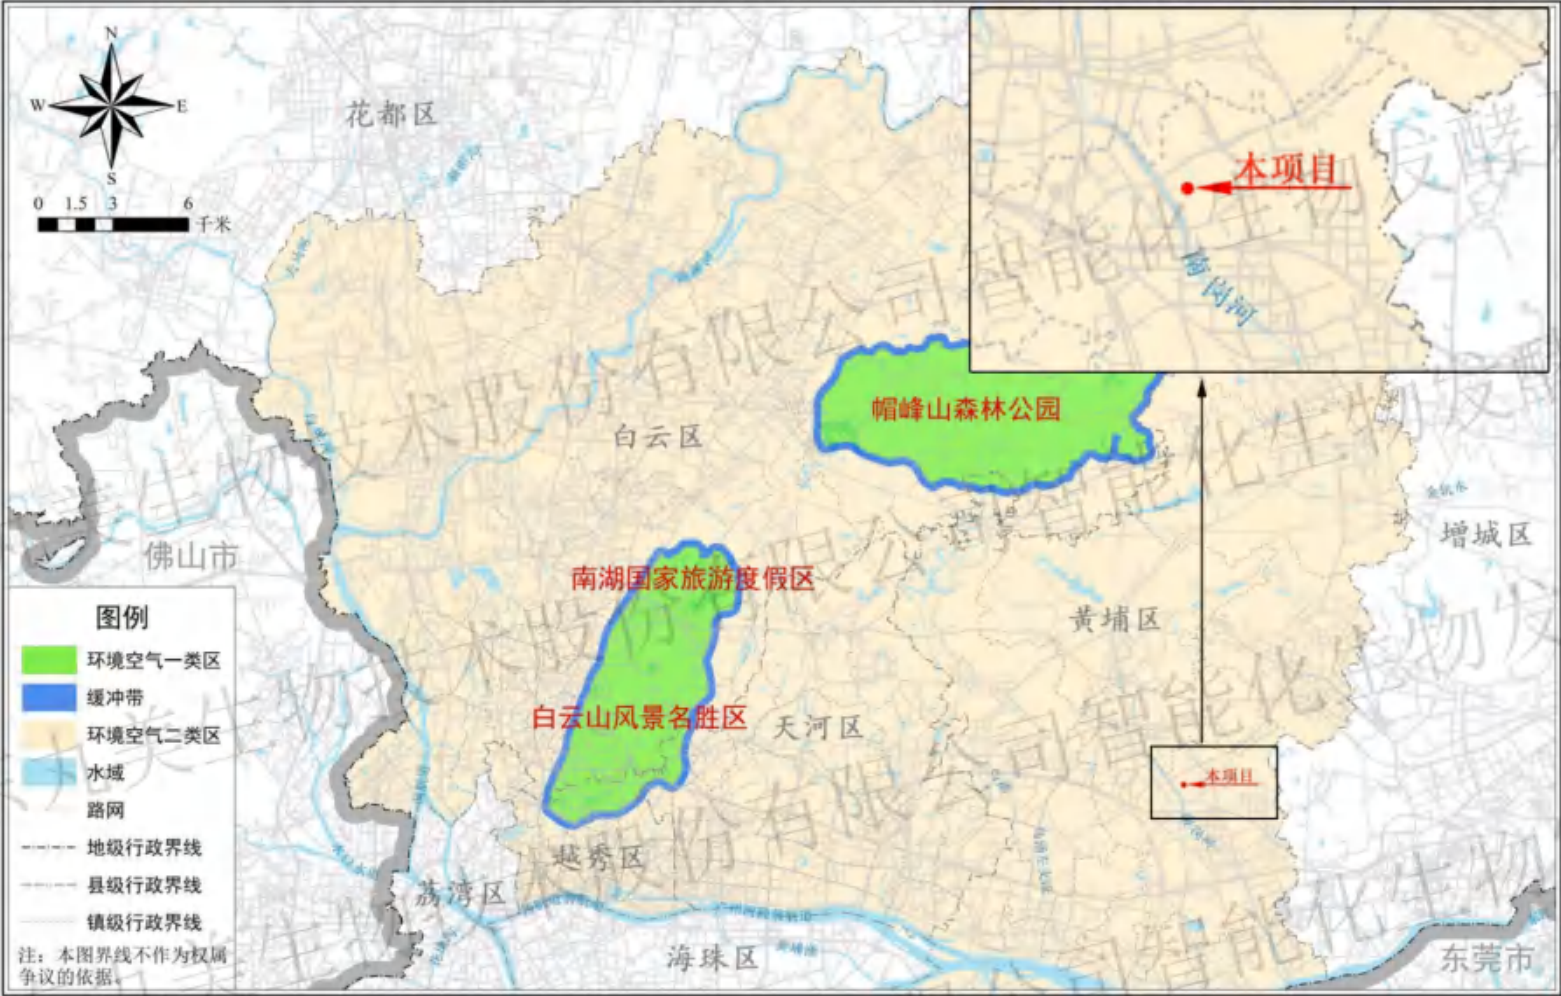 N
W
E
S
0 1.5 3 6
千米
花都区
本项目
南岗河
帽峰山森林公园
白云区
增城区
佛山市
南湖国家旅游度假区
黄埔区
白云山风景名胜区
天河区
本项目
越秀区
荔湾区
海珠区
东莞市
图例
环境空气一类区
缓冲带
环境空气二类区
水域
路网
地级行政界线
县级行政界线
镇级行政界线
注：本图界线不作为权属
争议的依据。